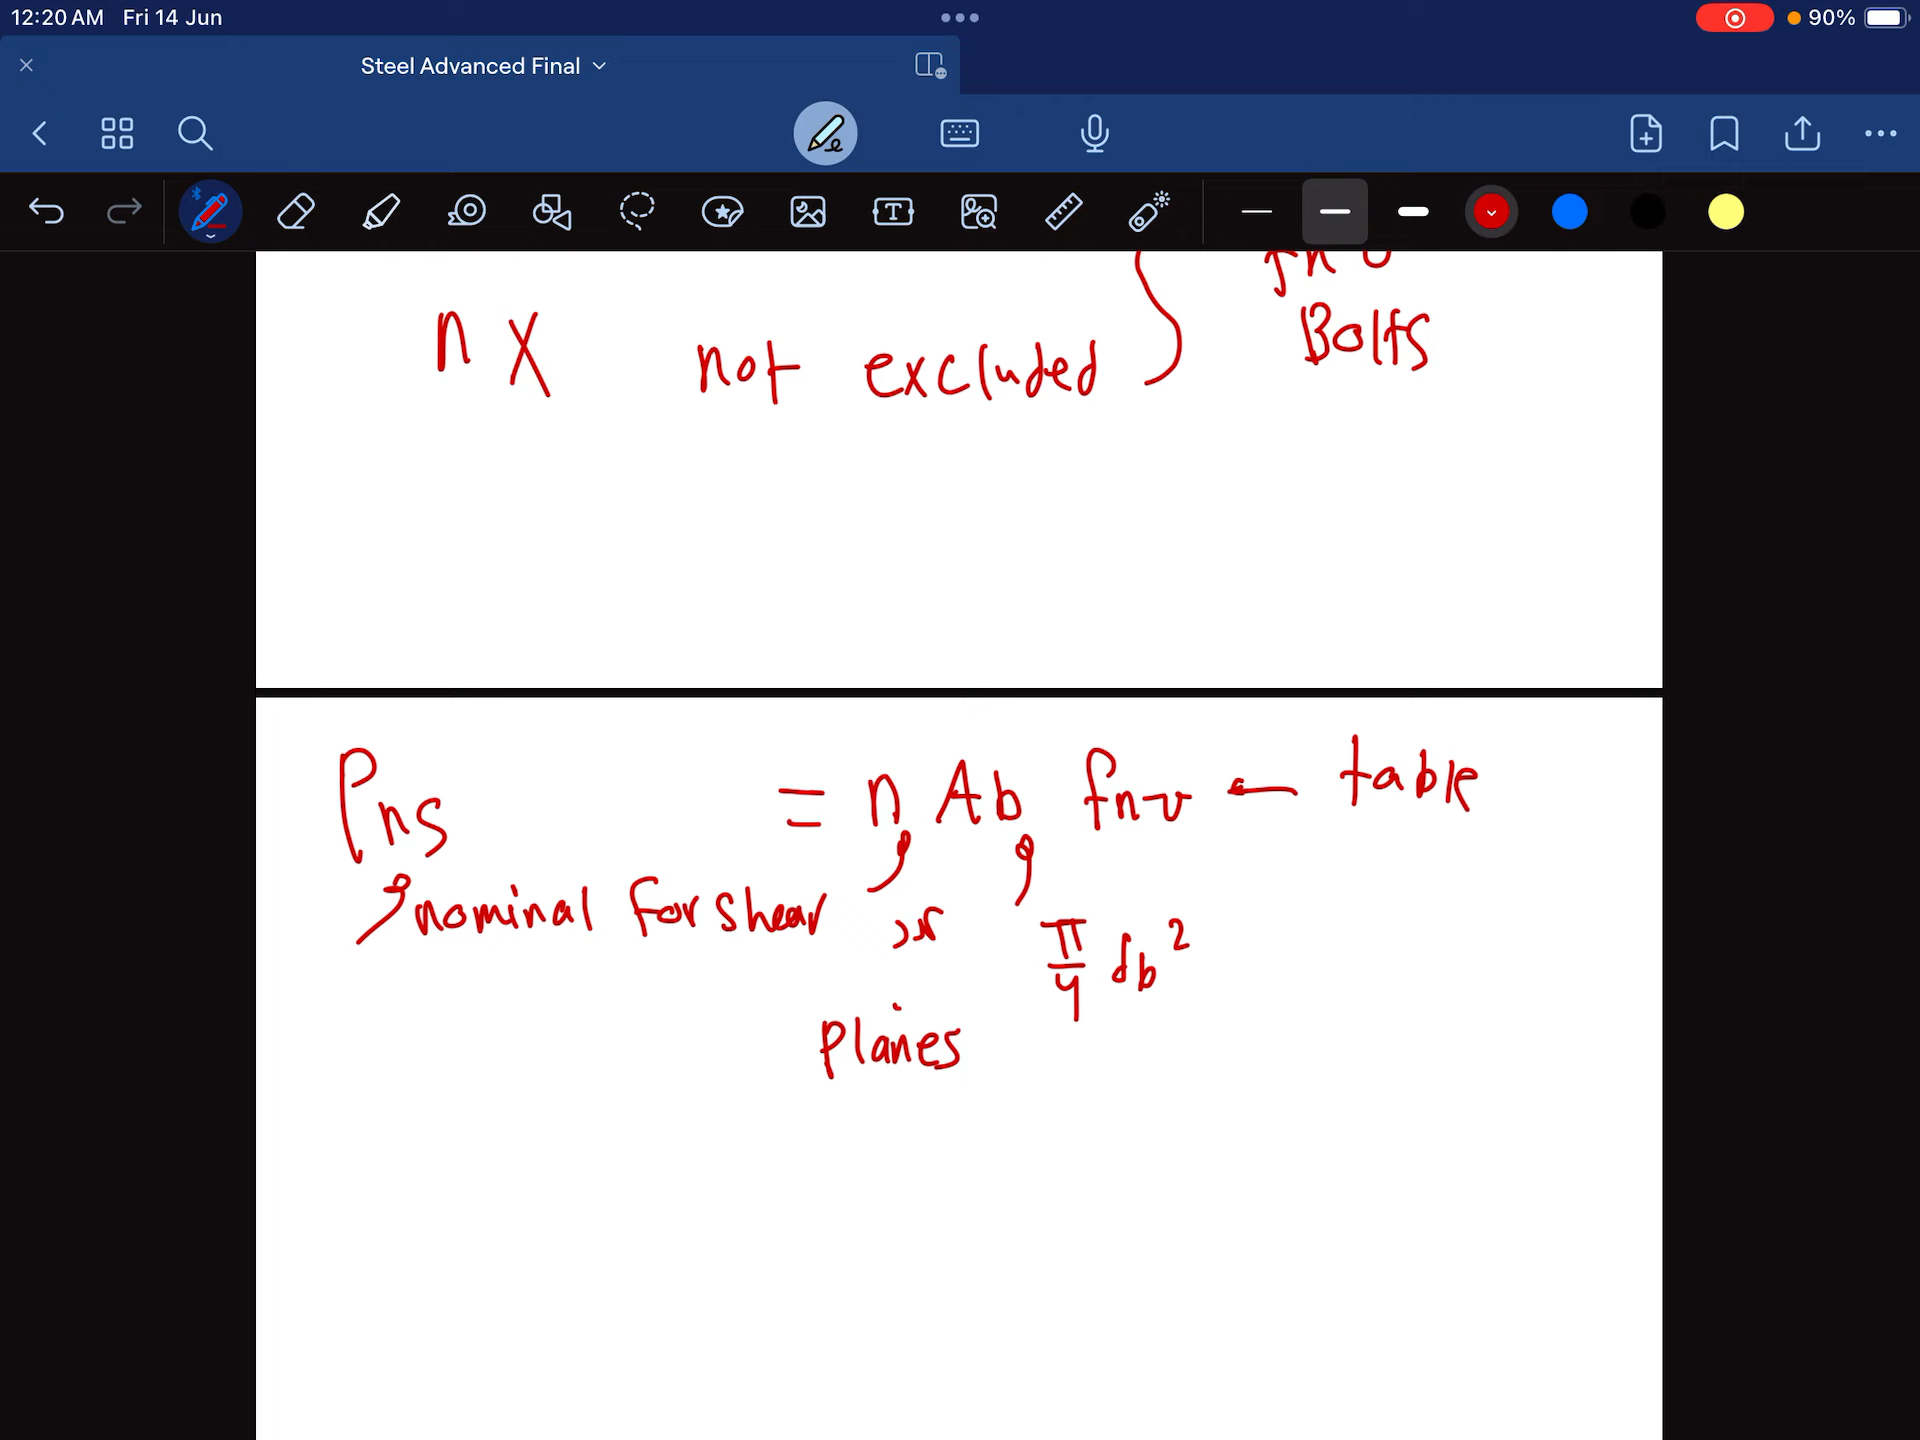 12:20 AM Fri 14 Jun
90%
Steel Advanced Final
Bolts
n X not excluded
Pns = n Ab fnv ← table
nominal for shear
π/4 db²
Planes